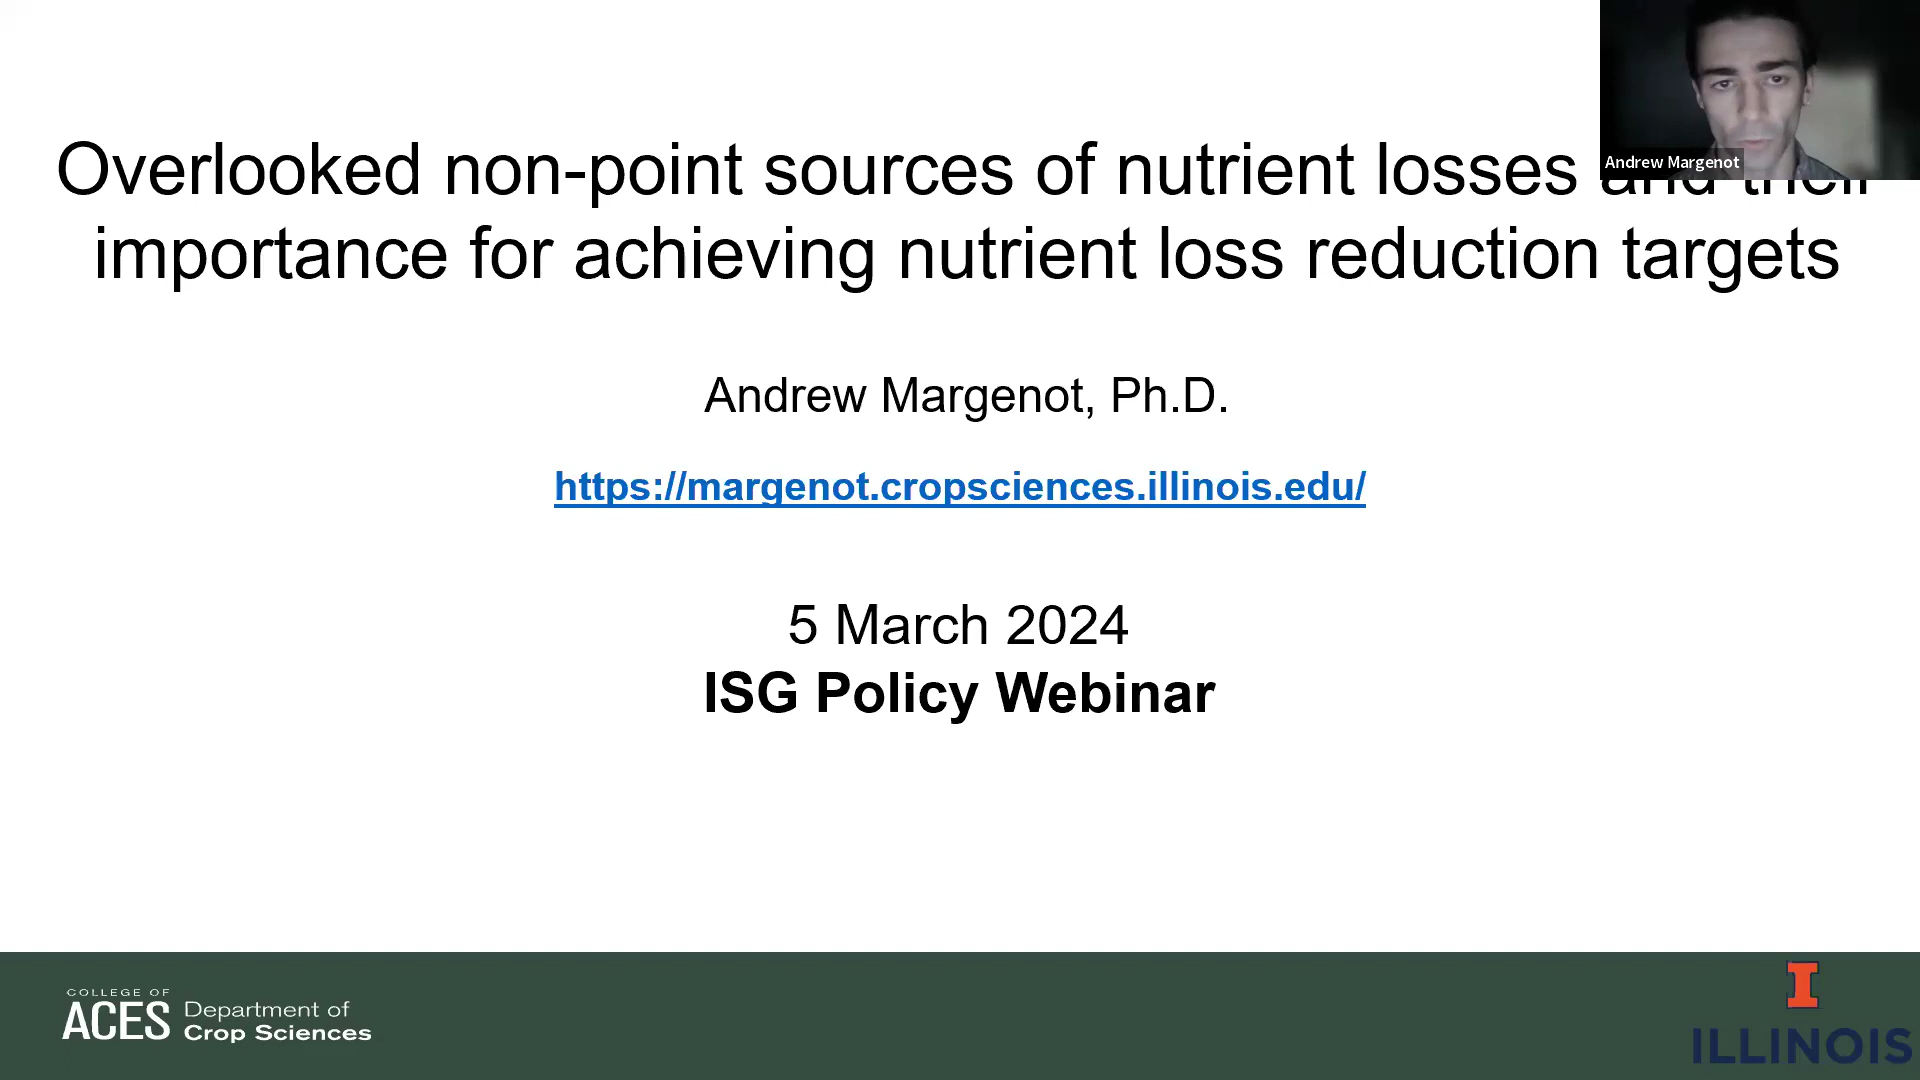 Overlooked non-point sources of nutrient losses and their
importance for achieving nutrient loss reduction targets
Andrew Margenot
Andrew Margenot, Ph.D.
https://margenot.cropsciences.illinois.edu/
5 March 2024
ISG Policy Webinar
COLLEGE OF
ACES
Department of
Crop Sciences
I
ILLINOIS